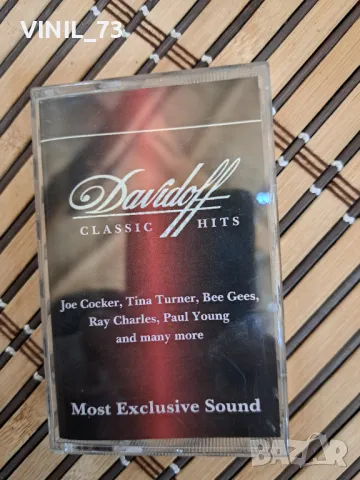 VINIL_73
Davidoff
CLASSIC HITS
Joe Cocker, Tina Turner, Bee Gees,
Ray Charles, Paul Young
and many more
Most Exclusive Sound
BAZAR